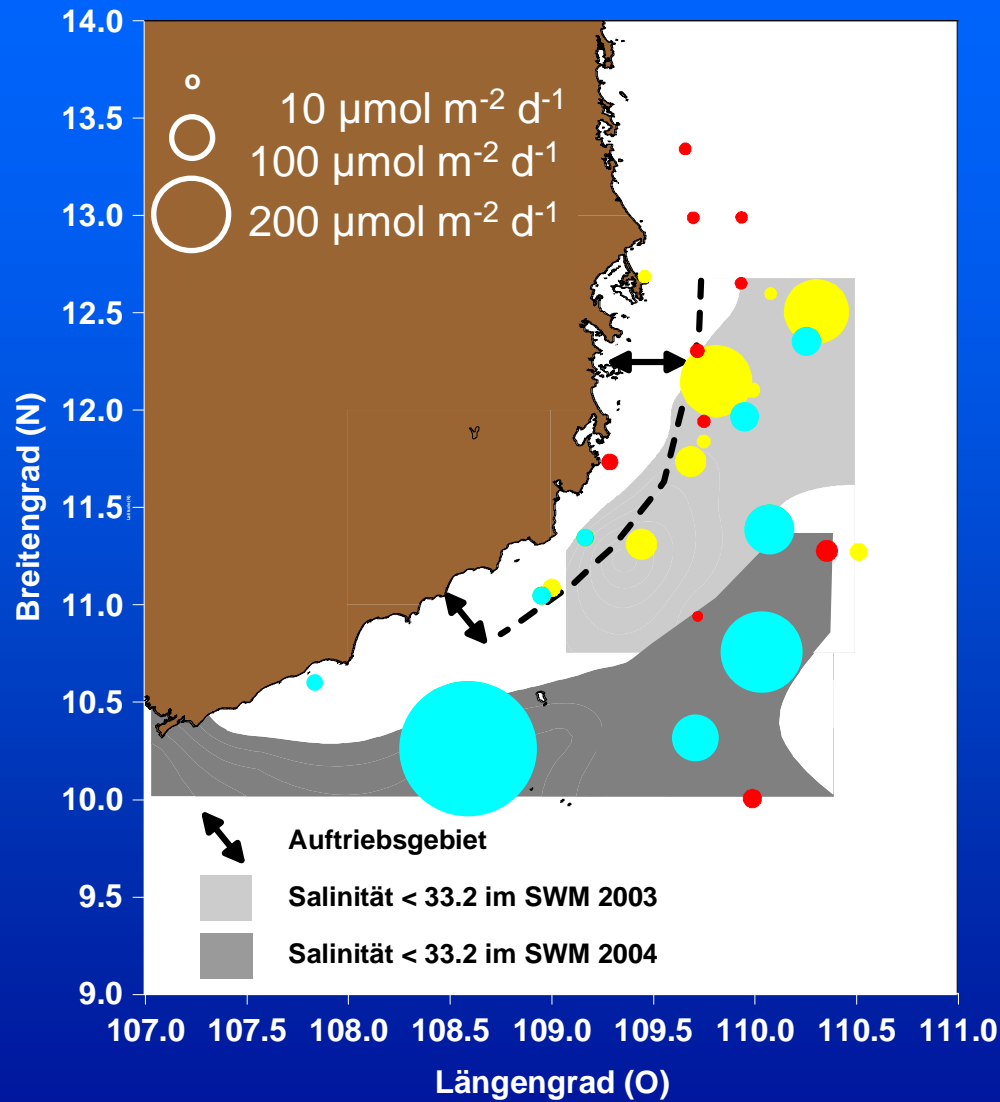 14.0
13.5
13.0
12.5
12.0
11.5
11.0
10.5
10.0
9.5
9.0
Breitengrad (N)
10 µmol m-2 d-1
100 µmol m-2 d-1
200 µmol m-2 d-1
Auftriebsgebiet
Salinität < 33.2 im SWM 2003
Salinität < 33.2 im SWM 2004
107.0 107.5 108.0 108.5 109.0 109.5 110.0 110.5 111.0
Längengrad (O)